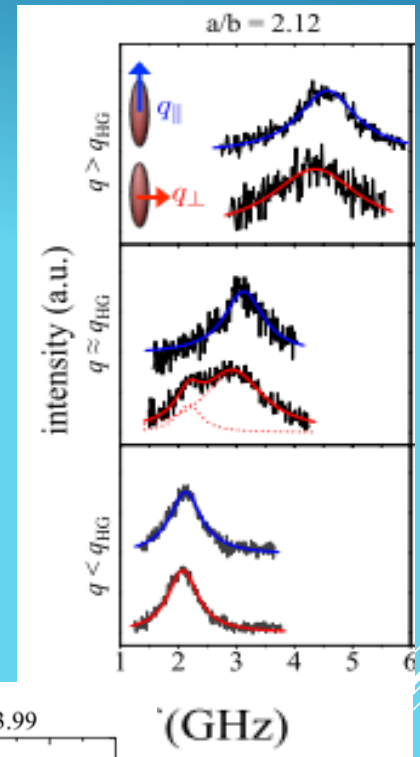 a/b = 2.12
q > q_HG
q_∥
q_⊥
intensity (a.u.)
q ≈ q_HG
q < q_HG
1 2 3 4 5 6
(GHz)
3.99